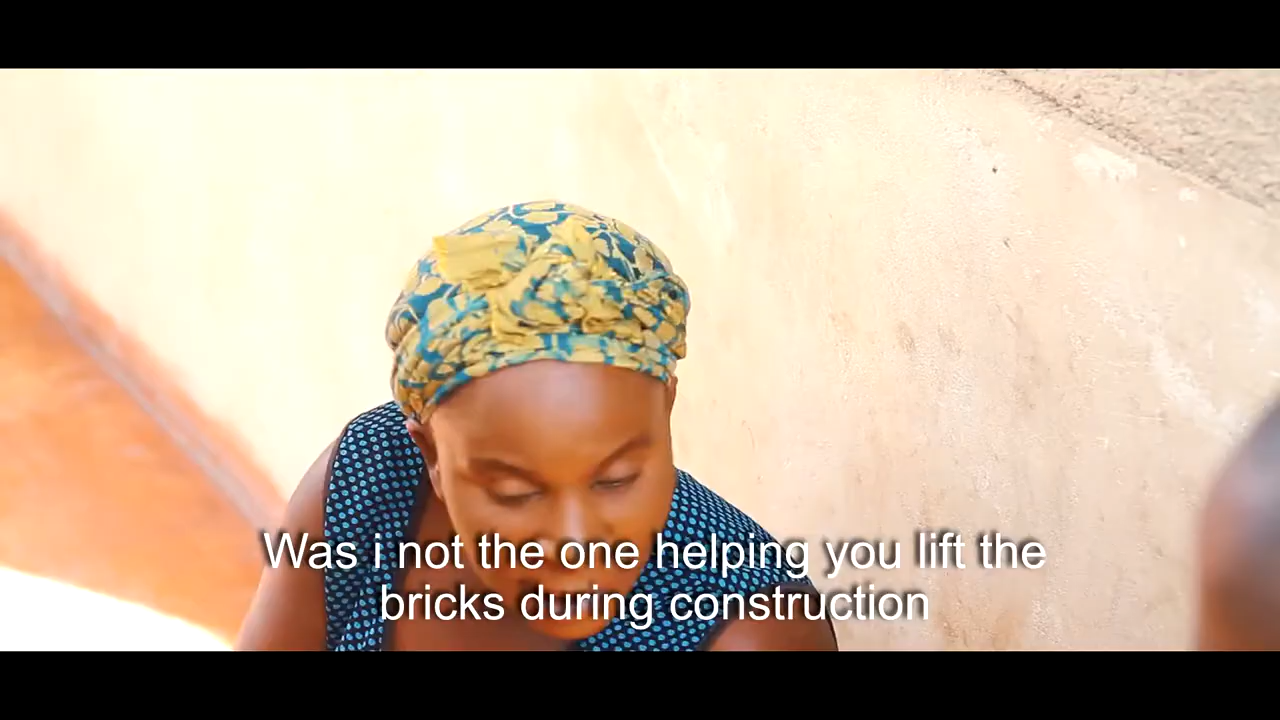 Was i not the one helping you lift the
bricks during construction